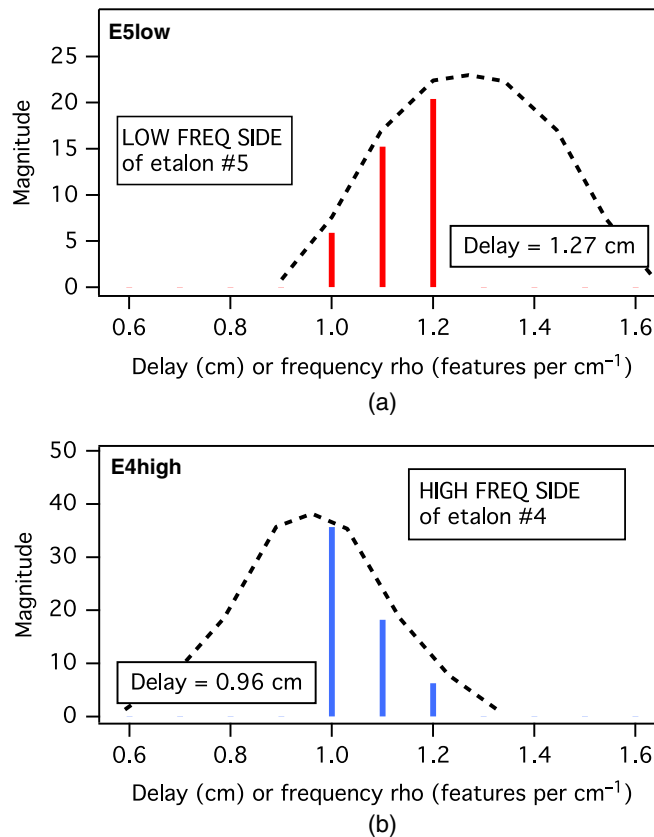 E5low
25
20
15
10
5
0
Magnitude
LOW FREQ SIDE
of etalon #5
Delay = 1.27 cm
0.6 0.8 1.0 1.2 1.4 1.6
Delay (cm) or frequency rho (features per cm⁻¹)
(a)
E4high
50
40
30
20
10
0
Magnitude
HIGH FREQ SIDE
of etalon #4
Delay = 0.96 cm
0.6 0.8 1.0 1.2 1.4 1.6
Delay (cm) or frequency rho (features per cm⁻¹)
(b)